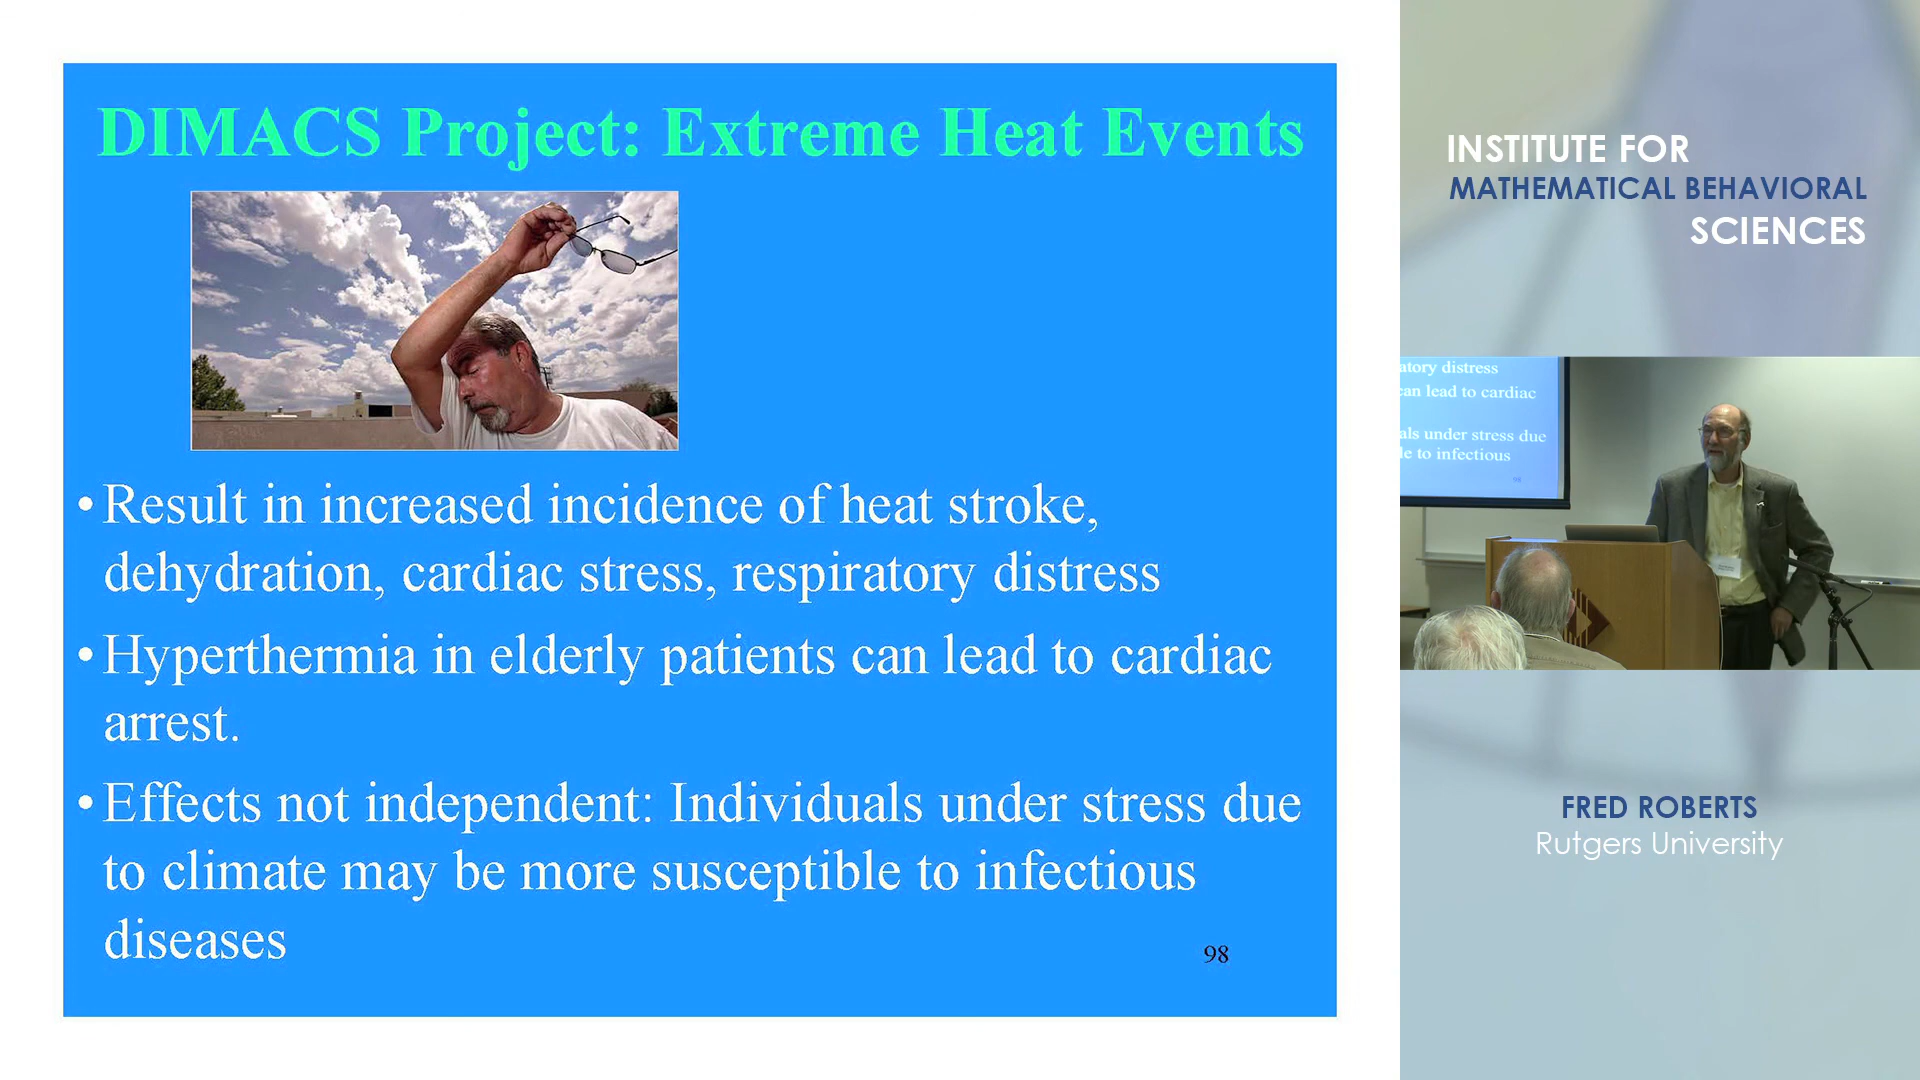 DIMACS Project: Extreme Heat Events
• Result in increased incidence of heat stroke,
dehydration, cardiac stress, respiratory distress
• Hyperthermia in elderly patients can lead to cardiac
arrest.
• Effects not independent: Individuals under stress due
to climate may be more susceptible to infectious
diseases
98
INSTITUTE FOR
MATHEMATICAL BEHAVIORAL
SCIENCES
atory distress
can lead to cardiac
als under stress due
le to infectious
98
FRED ROBERTS
Rutgers University